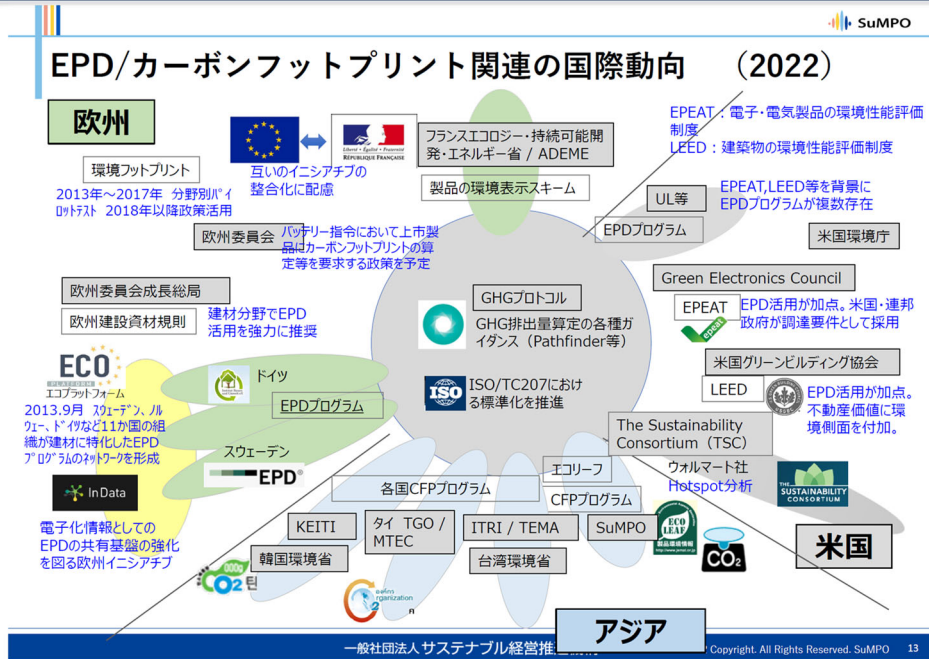 SuMPO
EPD/カーボンフットプリント関連の国際動向 （2022）
欧州
環境フットプリント
2013年～2017年 分野別パイ
ロットテスト 2018年以降政策活用
Liberté • Égalité • Fraternité
RÉPUBLIQUE FRANÇAISE
互いのイニシアチブの
整合化に配慮
フランスエコロジー・持続可能開
発・エネルギー省 / ADEME
製品の環境表示スキーム
EPEAT：電子・電気製品の環境性能評価
制度
LEED：建築物の環境性能評価制度
UL等
EPDプログラム
EPEAT,LEED等を背景に
EPDプログラムが複数存在
米国環境庁
欧州委員会
バッテリー指令において上市製
品にカーボンフットプリントの算
定等を要求する政策を予定
欧州委員会成長総局
欧州建設資材規則
建材分野でEPD
活用を強力に推奨
GHGプロトコル
GHG排出量算定の各種ガ
イダンス（Pathfinder等）
ISO
ISO/TC207におけ
る標準化を推進
Green Electronics Council
EPEAT
epeat
EPD活用が加点。米国・連邦
政府が調達要件として採用
米国グリーンビルディング協会
LEED
EPD活用が加点。
不動産価値に環
境側面を付加。
The Sustainability
Consortium（TSC）
ウォルマート社
Hotspot分析
THE
SUSTAINABILITY
CONSORTIUM
米国
ECO
PLATFORM
エコプラットフォーム
2013.9月 スウェーデン、ノル
ウェー、ドイツなど11か国の組
織が建材に特化したEPD
プログラムのネットワークを形成
ドイツ
EPDプログラム
スウェーデン
EPD®
InData
電子化情報としての
EPDの共有基盤の強化
を図る欧州イニシアチブ
各国CFPプログラム
エコリーフ
CFPプログラム
KEITI
韓国環境省
タイ TGO /
MTEC
ITRI / TEMA
台湾環境省
SuMPO
ECO
LEAF
製品環境情報
CO2
000g
CO2틴
アジア
一般社団法人サステナブル経営推
Copyright. All Rights Reserved. SuMPO 13